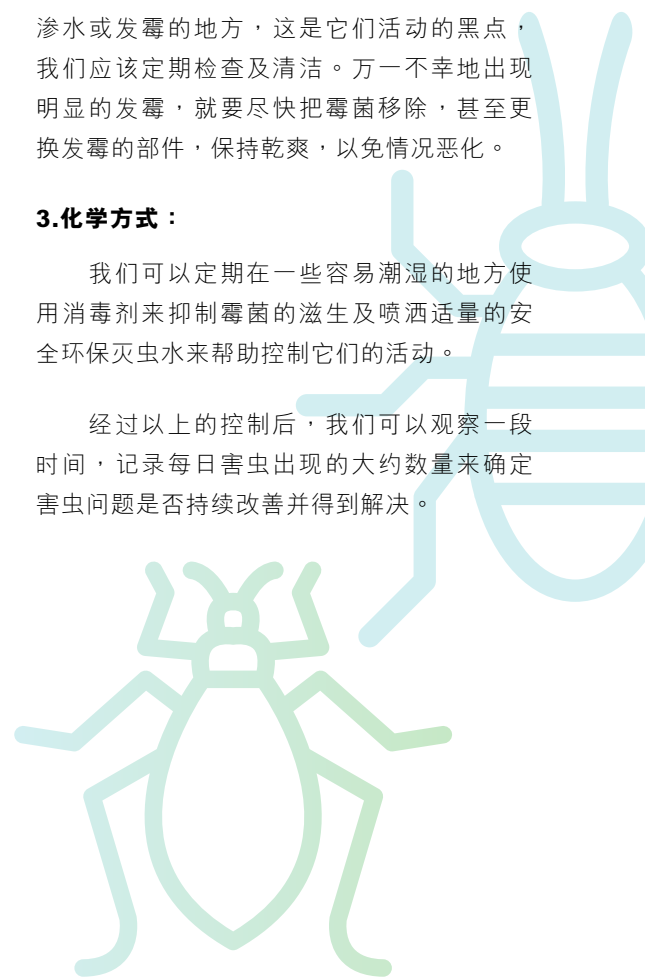 渗水或发霉的地方，这是它们活动的黑点，
我们应该定期检查及清洁。万一不幸地出现
明显的发霉，就要尽快把霉菌移除，甚至更
换发霉的部件，保持乾爽，以免情况恶化。
3.化学方式：
我们可以定期在一些容易潮湿的地方使
用消毒剂来抑制霉菌的滋生及喷洒适量的安
全环保灭虫水来帮助控制它们的活动。
经过以上的控制后，我们可以观察一段
时间，记录每日害虫出现的大约数量来确定
害虫问题是否持续改善并得到解决。